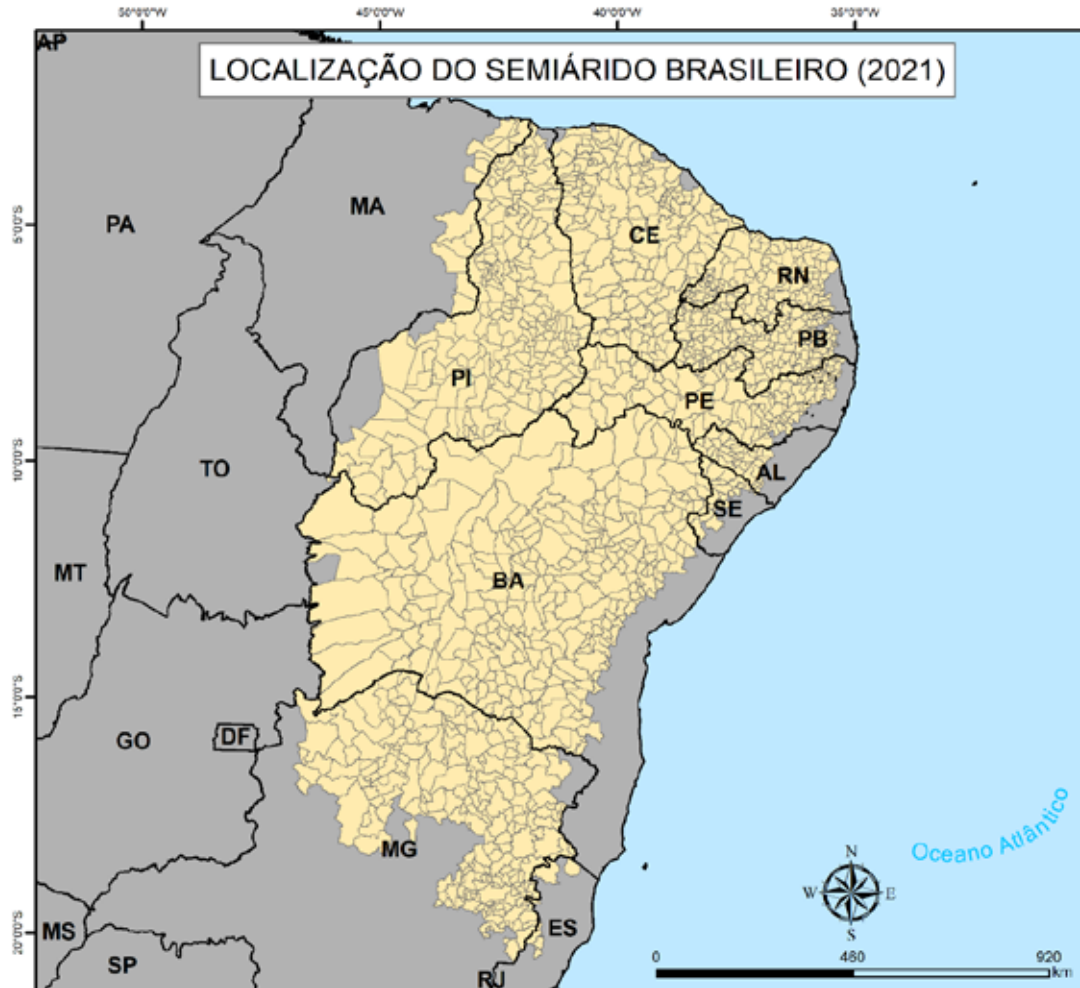 50°0'0"W 45°0'0"W 40°0'0"W 35°0'0"W
AP
LOCALIZAÇÃO DO SEMIÁRIDO BRASILEIRO (2021)
PA
MA
CE
5°0'0"S
RN
PB
PI
PE
10°0'0"S
TO
AL
SE
MT
BA
15°0'0"S
GO
DF
MG
Oceano Atlântico
N
W E
S
20°0'0"S
MS
ES
SP
RJ
0 460 920
km